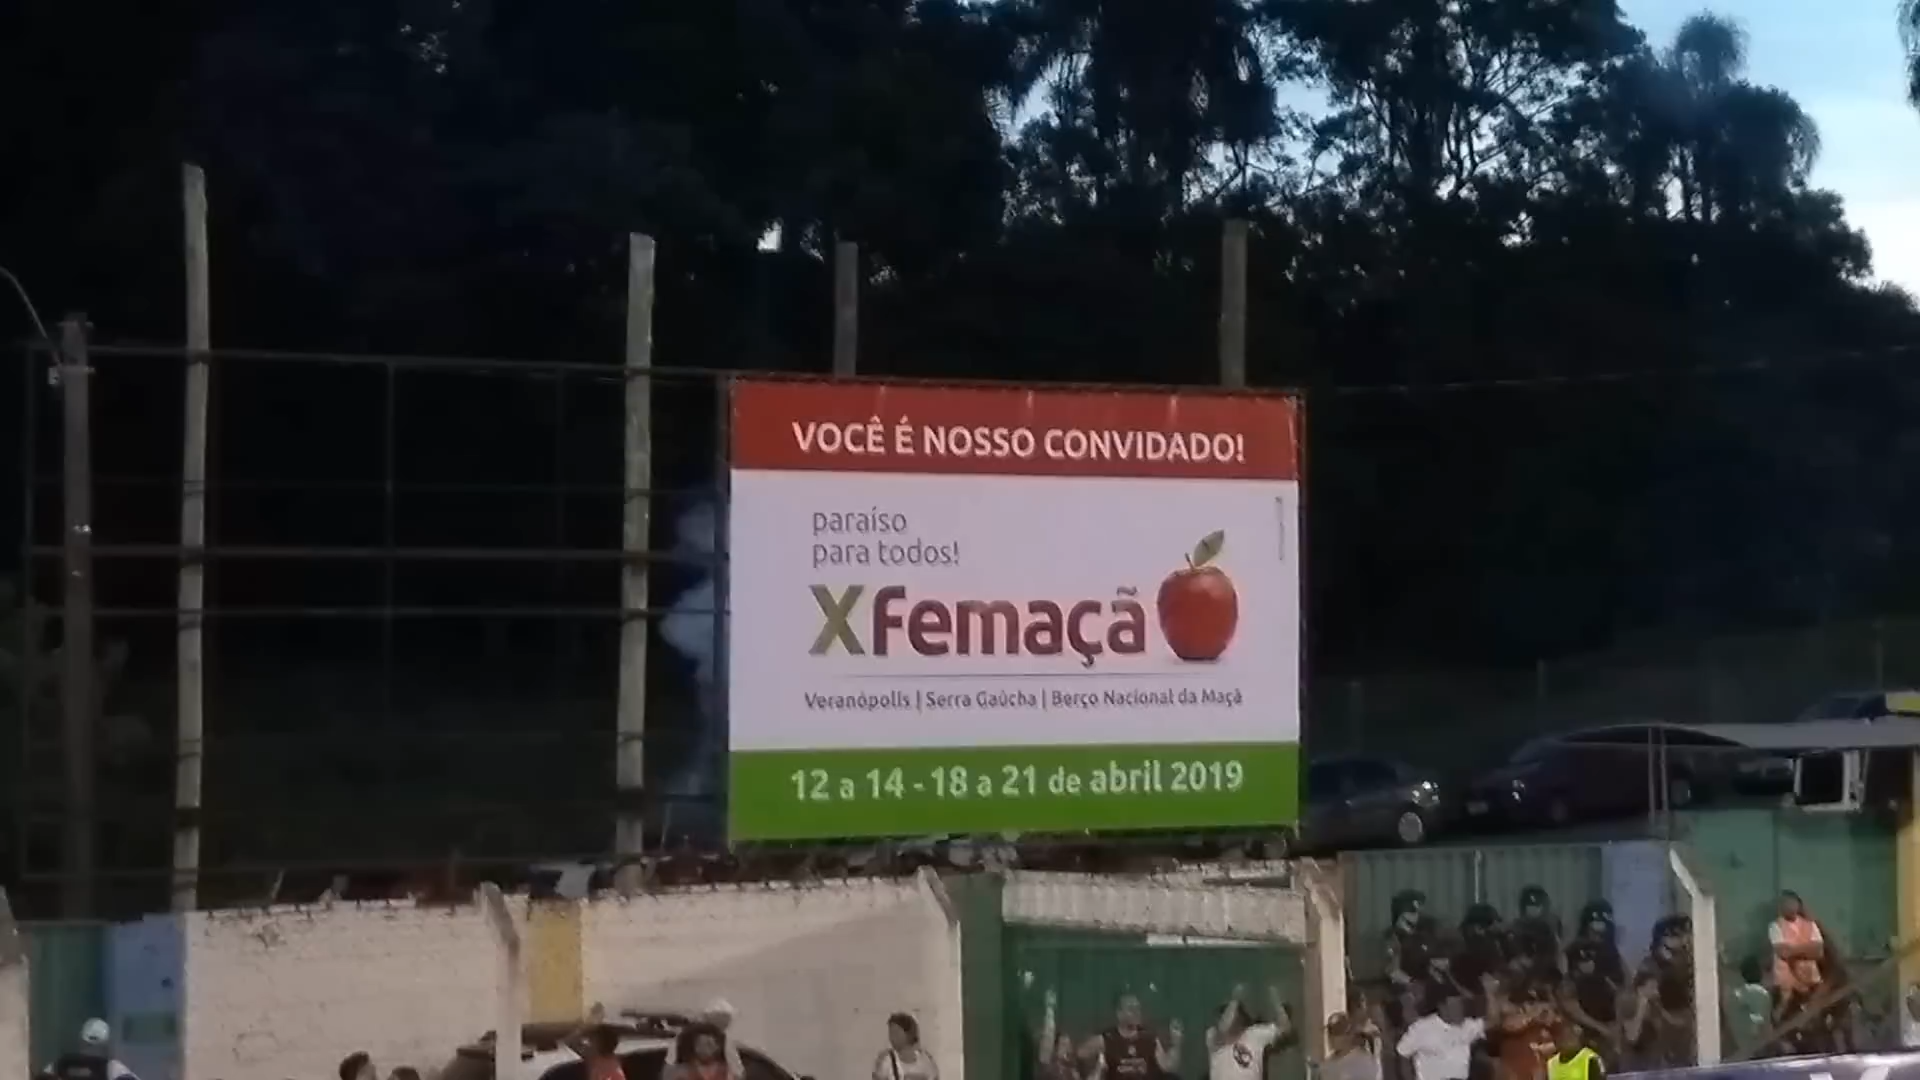 VOCÊ É NOSSO CONVIDADO!
paraíso
para todos!
XFemaçã
Veranópolis | Serra Gaúcha | Berço Nacional da Maçã
12 a 14 - 18 a 21 de abril 2019